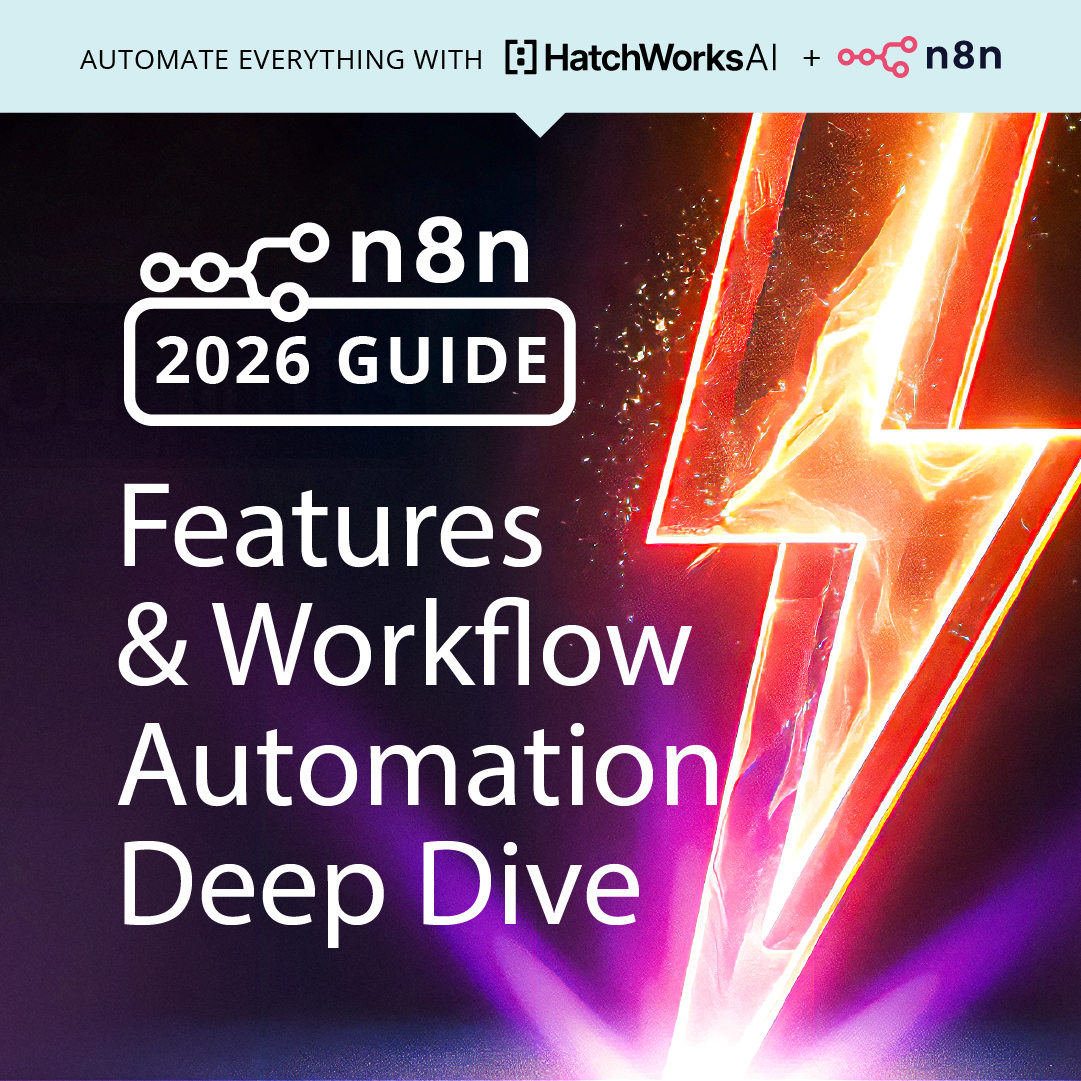 AUTOMATE EVERYTHING WITH HatchWorksAI + n8n
n8n
2026 GUIDE
Features
& Workflow
Automation
Deep Dive